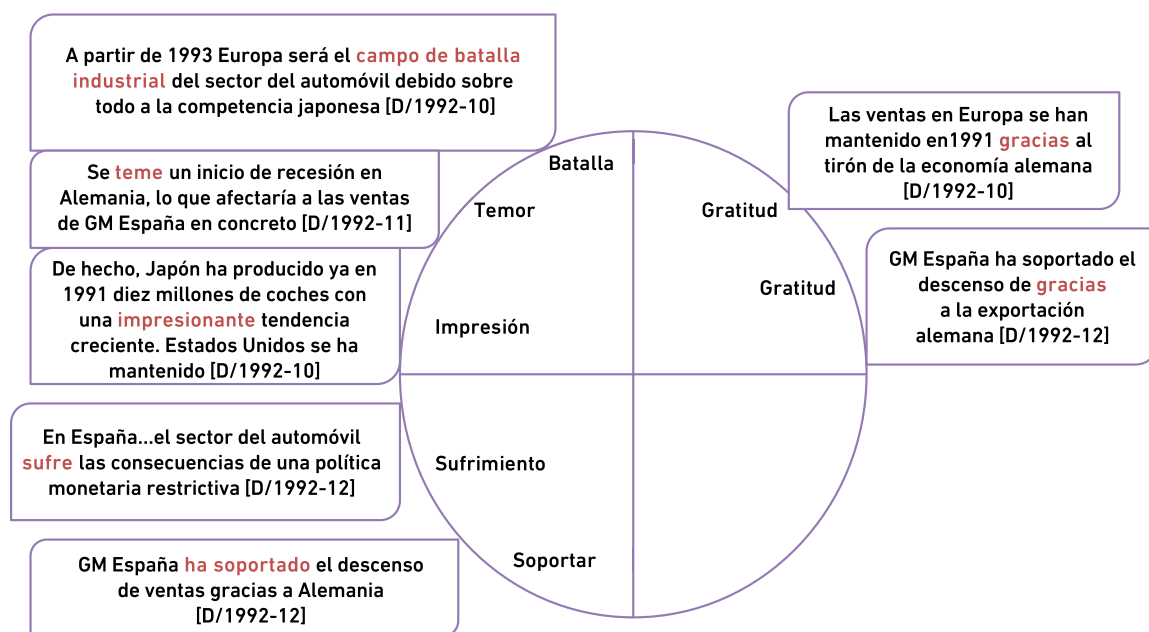 A partir de 1993 Europa será el campo de batalla
industrial del sector del automóvil debido sobre
todo a la competencia japonesa [D/1992-10]
Se teme un inicio de recesión en
Alemania, lo que afectaría a las ventas
de GM España en concreto [D/1992-11]
De hecho, Japón ha producido ya en
1991 diez millones de coches con
una impresionante tendencia
creciente. Estados Unidos se ha
mantenido [D/1992-10]
En España...el sector del automóvil
sufre las consecuencias de una política
monetaria restrictiva [D/1992-12]
GM España ha soportado el descenso
de ventas gracias a Alemania
[D/1992-12]
Batalla
Temor
Impresión
Sufrimiento
Soportar
Gratitud
Gratitud
Las ventas en Europa se han
mantenido en1991 gracias al
tirón de la economía alemana
[D/1992-10]
GM España ha soportado el
descenso de gracias
a la exportación
alemana [D/1992-12]